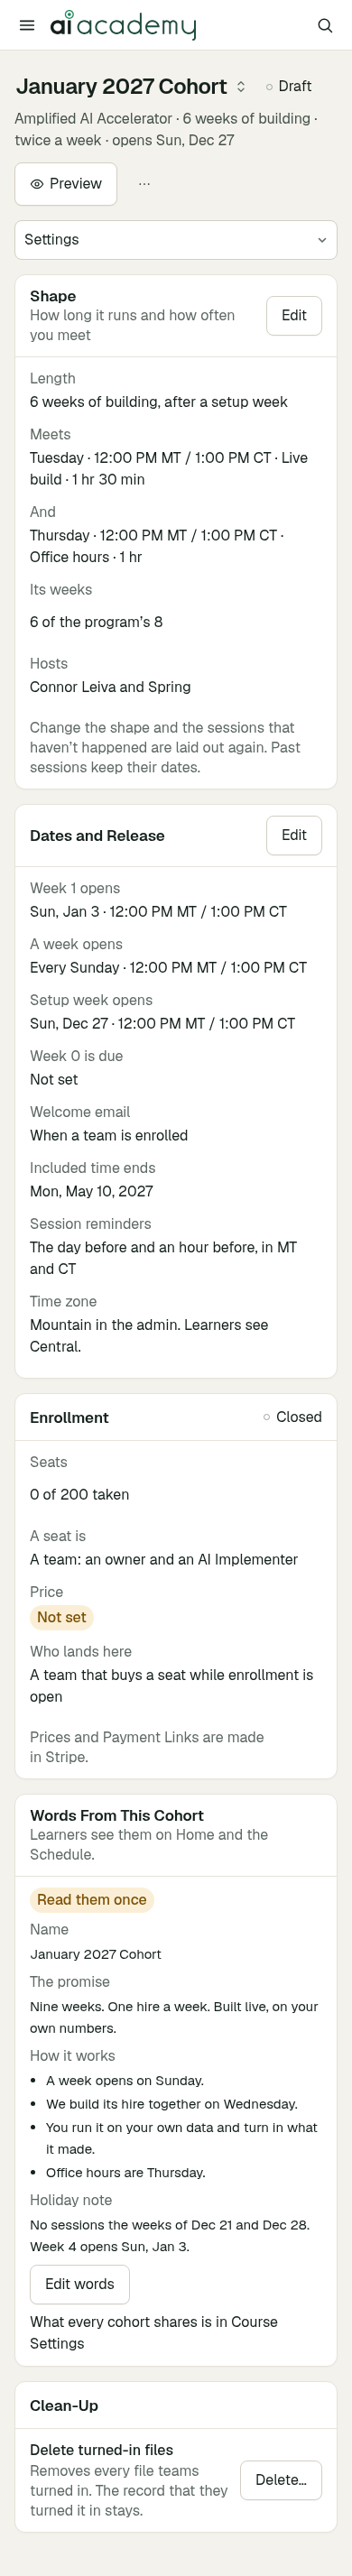 ai academy
January 2027 Cohort
Draft
Amplified AI Accelerator · 6 weeks of building ·
twice a week · opens Sun, Dec 27
Preview
···
Settings
Shape
How long it runs and how often
you meet
Edit
Length
6 weeks of building, after a setup week
Meets
Tuesday · 12:00 PM MT / 1:00 PM CT · Live
build · 1 hr 30 min
And
Thursday · 12:00 PM MT / 1:00 PM CT ·
Office hours · 1 hr
Its weeks
6 of the program’s 8
Hosts
Connor Leiva and Spring
Change the shape and the sessions that
haven’t happened are laid out again. Past
sessions keep their dates.
Dates and Release
Edit
Week 1 opens
Sun, Jan 3 · 12:00 PM MT / 1:00 PM CT
A week opens
Every Sunday · 12:00 PM MT / 1:00 PM CT
Setup week opens
Sun, Dec 27 · 12:00 PM MT / 1:00 PM CT
Week 0 is due
Not set
Welcome email
When a team is enrolled
Included time ends
Mon, May 10, 2027
Session reminders
The day before and an hour before, in MT
and CT
Time zone
Mountain in the admin. Learners see
Central.
Enrollment
Closed
Seats
0 of 200 taken
A seat is
A team: an owner and an AI Implementer
Price
Not set
Who lands here
A team that buys a seat while enrollment is
open
Prices and Payment Links are made
in Stripe.
Words From This Cohort
Learners see them on Home and the
Schedule.
Read them once
Name
January 2027 Cohort
The promise
Nine weeks. One hire a week. Built live, on your
own numbers.
How it works
• A week opens on Sunday.
• We build its hire together on Wednesday.
• You run it on your own data and turn in what
it made.
• Office hours are Thursday.
Holiday note
No sessions the weeks of Dec 21 and Dec 28.
Week 4 opens Sun, Jan 3.
Edit words
What every cohort shares is in Course
Settings
Clean-Up
Delete turned-in files
Removes every file teams
turned in. The record that they
turned it in stays.
Delete…